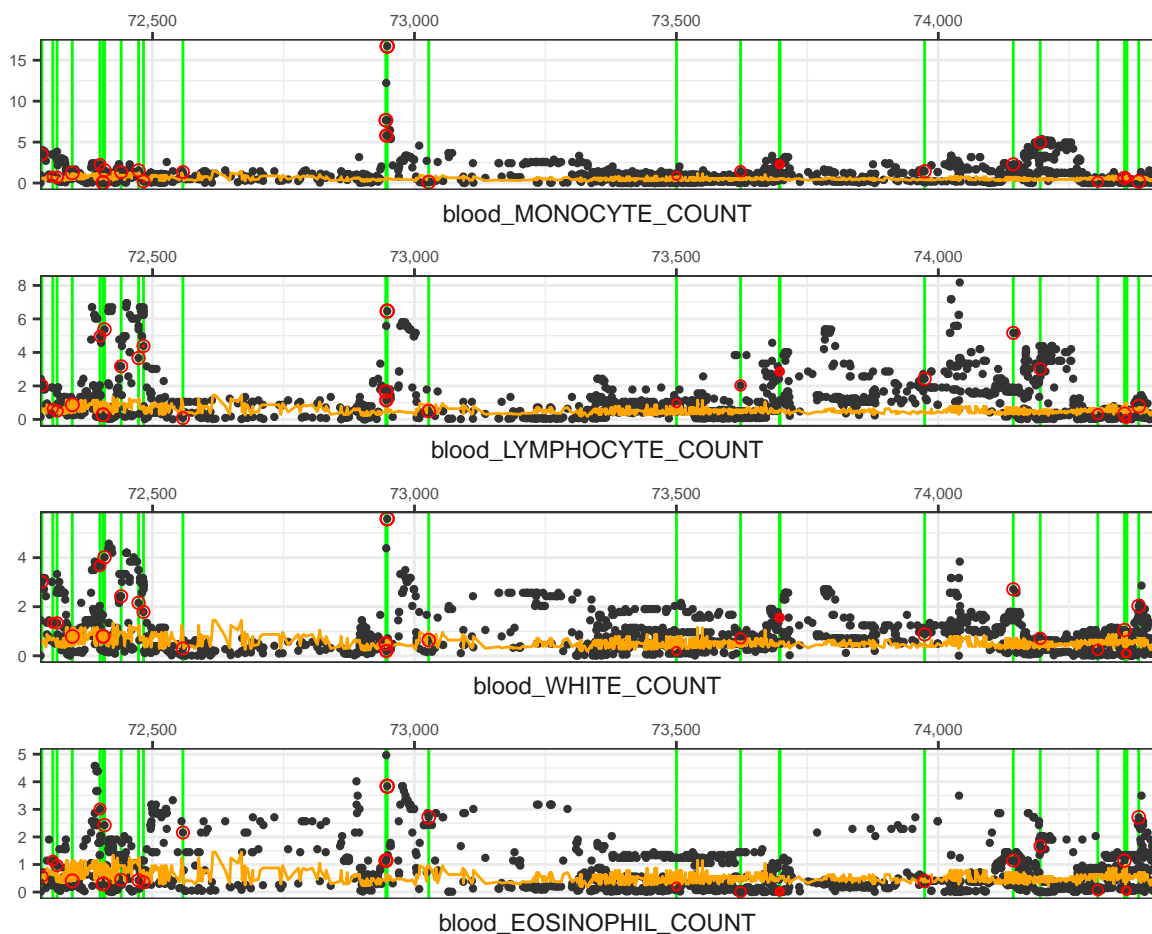 72,500 73,000 73,500 74,000
15
10
5
0
blood_MONOCYTE_COUNT
72,500 73,000 73,500 74,000
8
6
4
2
0
blood_LYMPHOCYTE_COUNT
72,500 73,000 73,500 74,000
4
2
0
blood_WHITE_COUNT
72,500 73,000 73,500 74,000
5
4
3
2
1
0
blood_EOSINOPHIL_COUNT